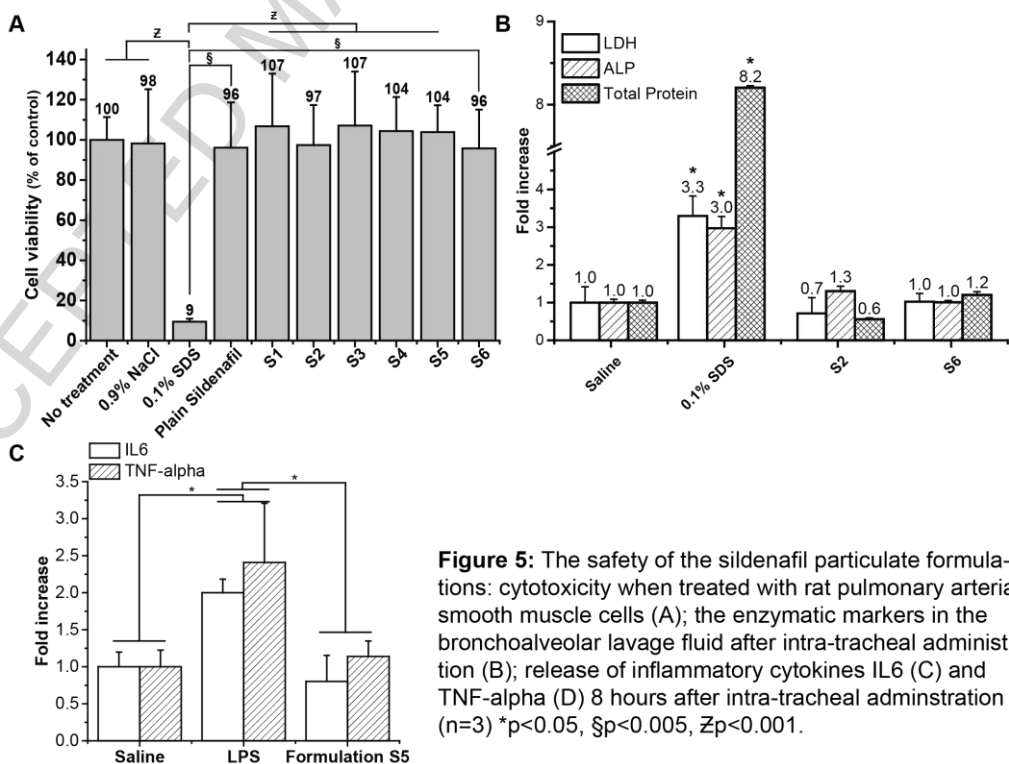 A
Ƶ
Ƶ
§
§
Cell viability (% of control)
140
120
100
80
60
40
20
0
100
98
9
96
107
97
107
104
104
96
No treatment
0.9% NaCl
0.1% SDS
Plain Sildenafil
S1
S2
S3
S4
S5
S6
B
LDH
ALP
Total Protein
Fold increase
9
8
4
3
2
1
0
1.0
1.0
1.0
*
3.3
*
3.0
*
8.2
0.7
1.3
0.6
1.0
1.0
1.2
Saline
0.1% SDS
S2
S6
C
IL6
TNF-alpha
Fold increase
3.5
3.0
2.5
2.0
1.5
1.0
0.5
0.0
*
*
Saline
LPS
Formulation S5
Figure 5: The safety of the sildenafil particulate formula-
tions: cytotoxicity when treated with rat pulmonary arteria
smooth muscle cells (A); the enzymatic markers in the
bronchoalveolar lavage fluid after intra-tracheal administ
tion (B); release of inflammatory cytokines IL6 (C) and
TNF-alpha (D) 8 hours after intra-tracheal adminstration
(n=3) *p<0.05, §p<0.005, Ƶp<0.001.
CEPTED MA